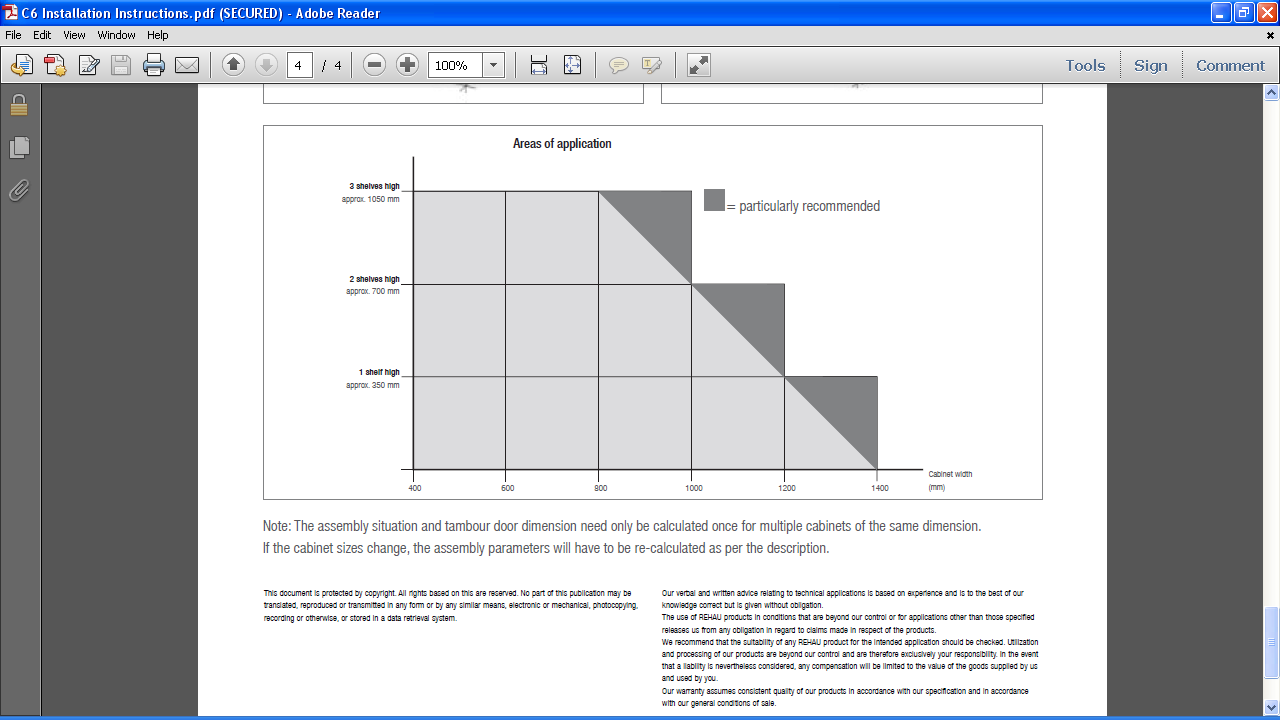 C6 Installation Instructions.pdf (SECURED) - Adobe Reader
File Edit View Window Help
4 / 4
100%
Tools Sign Comment
Areas of application
3 shelves high
approx. 1050 mm
= particularly recommended
2 shelves high
approx. 700 mm
1 shelf high
approx. 350 mm
Cabinet width
(mm)
400 600 800 1000 1200 1400
Note: The assembly situation and tambour door dimension need only be calculated once for multiple cabinets of the same dimension.
If the cabinet sizes change, the assembly parameters will have to be re-calculated as per the description.
This document is protected by copyright. All rights based on this are reserved. No part of this publication may be
translated, reproduced or transmitted in any form or by any similar means, electronic or mechanical, photocopying,
recording or otherwise, or stored in a data retrieval system.
Our verbal and written advice relating to technical applications is based on experience and is to the best of our
knowledge correct but is given without obligation.
The use of REHAU products in conditions that are beyond our control or for applications other than those specified
releases us from any obligation in regard to claims made in respect of the products.
We recommend that the suitability of any REHAU product for the intended application should be checked. Utilization
and processing of our products are beyond our control and are therefore exclusively your responsibility. In the event
that a liability is nevertheless considered, any compensation will be limited to the value of the goods supplied by us
and used by you.
Our warranty assumes consistent quality of our products in accordance with our specification and in accordance
with our general conditions of sale.